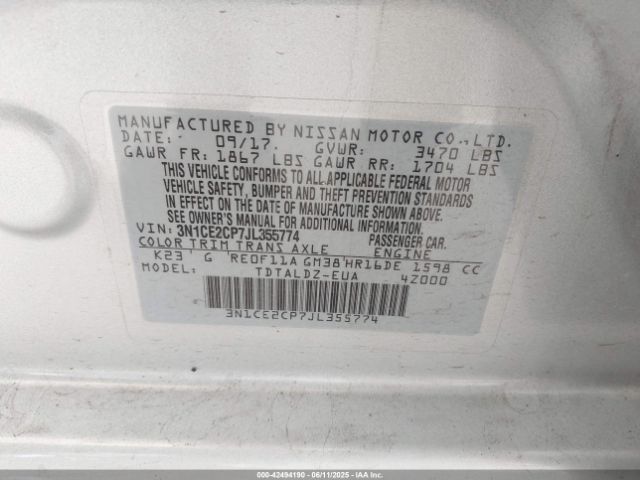 MANUFACTURED BY NISSAN MOTOR CO., LTD.
DATE: 09/17. GVWR: 3470 LBS
GAWR FR: 1867 LBS GAWR RR: 1704 LBS
THIS VEHICLE CONFORMS TO ALL APPLICABLE FEDERAL MOTOR
VEHICLE SAFETY, BUMPER AND THEFT PREVENTION STANDARDS
IN EFFECT ON THE DATE OF MANUFACTURE SHOWN ABOVE.
SEE OWNER'S MANUAL FOR ADDITIONAL INFORMATION.
VIN: 3N1CE2CP7JL355774 PASSENGER CAR.
COLOR TRIM TRANS AXLE ENGINE
K23 G RE0F11A GM38 HR16DE 1598 CC
MODEL: TDTALDZ-EUA 4Z000
3N1CE2CP7JL355774
000-42494190 - 06/11/2025 - IAA Inc.